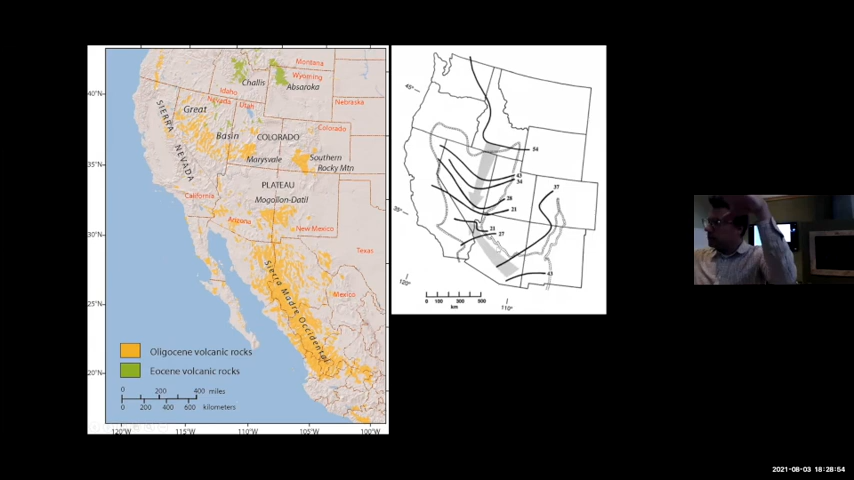 Montana
Challis
Wyoming
Absaroka
40°N
Idaho
Nevada
Utah
Nebraska
SIERRA NEVADA
Great
Basin
COLORADO
Colorado
35°N
Marysvale
Southern
Rocky Mtn
PLATEAU
California
Mogollon-Datil
Arizona
New Mexico
30°N
Texas
Sierra Madre Occidental
Mexico
25°N
Oligocene volcanic rocks
Eocene volcanic rocks
20°N
0 200 400 miles
0 200 400 600 kilometers
120°W 115°W 110°W 105°W 100°W
45°
54
43
34
37
28
21
35°
21
27
43
120°
110°
0 100 300 500
km
2021-08-03 18:28:54